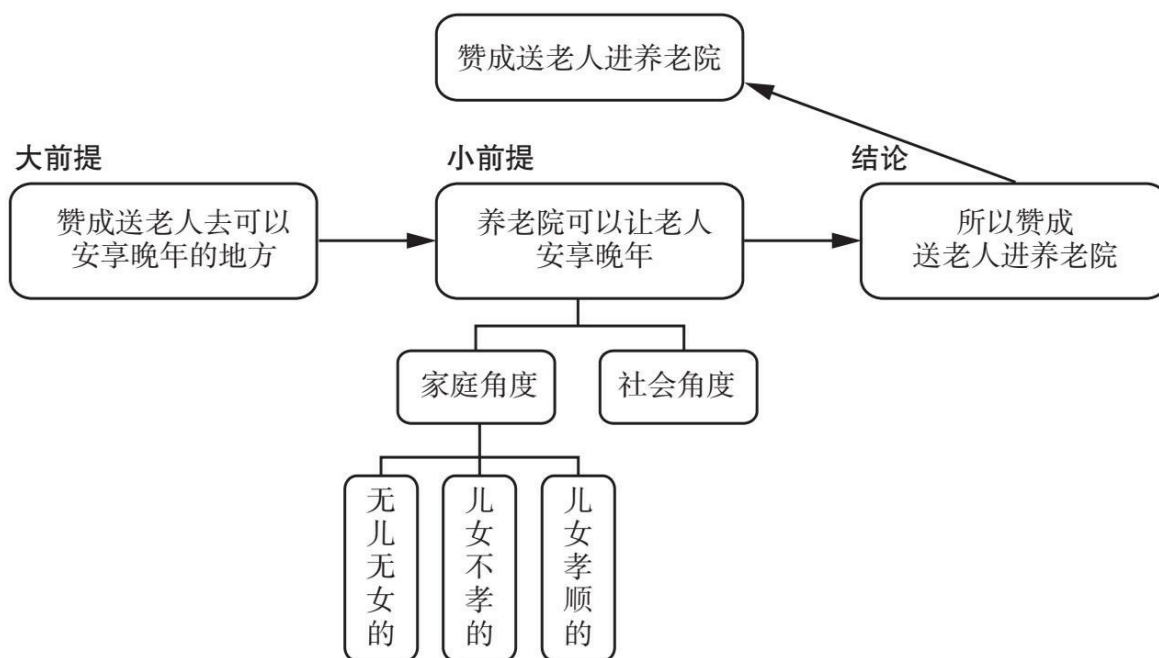 赞成送老人进养老院
大前提
小前提
结论
赞成送老人去可以
安享晚年的地方
养老院可以让老人
安享晚年
所以赞成
送老人进养老院
家庭角度
社会角度
无儿无女的
儿女不孝的
儿女孝顺的